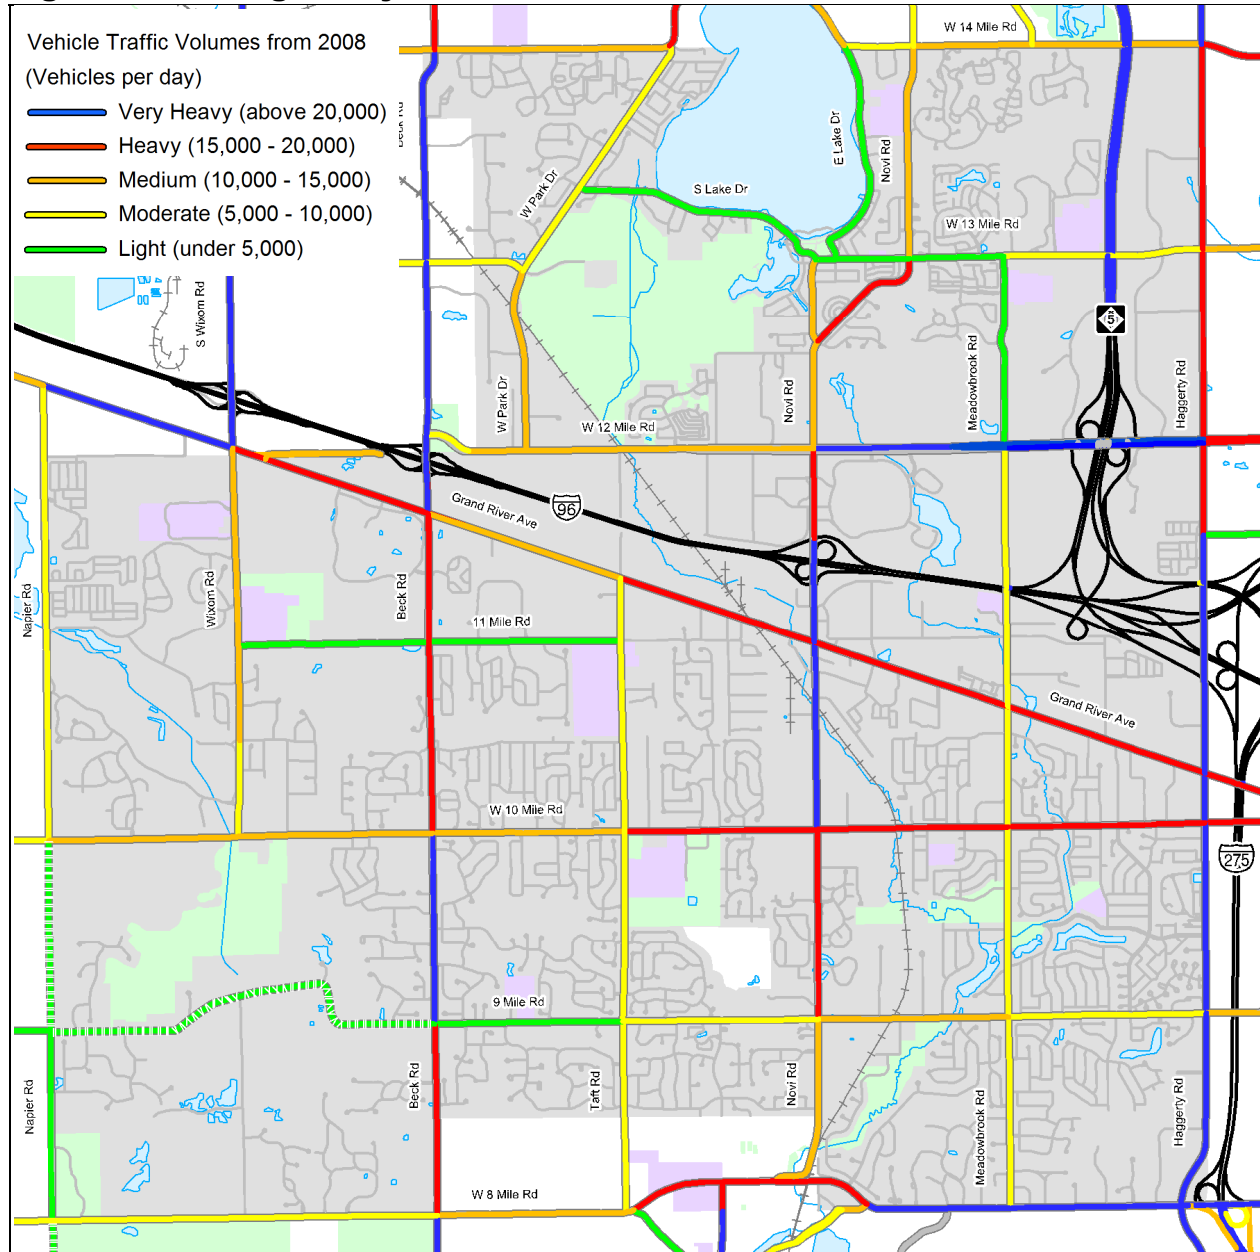 Vehicle Traffic Volumes from 2008
(Vehicles per day)
Very Heavy (above 20,000)
Heavy (15,000 - 20,000)
Medium (10,000 - 15,000)
Moderate (5,000 - 10,000)
Light (under 5,000)
W 14 Mile Rd
Beck Rd
E Lake Dr
Novi Rd
W Park Dr
S Lake Dr
W 13 Mile Rd
S Wixom Rd
5
W Park Dr
Novi Rd
Meadowbrook Rd
Haggerty Rd
W 12 Mile Rd
Grand River Ave
96
Napier Rd
Wixom Rd
Beck Rd
11 Mile Rd
Grand River Ave
W 10 Mile Rd
275
9 Mile Rd
Napier Rd
Beck Rd
Taft Rd
Novi Rd
Meadowbrook Rd
Haggerty Rd
W 8 Mile Rd